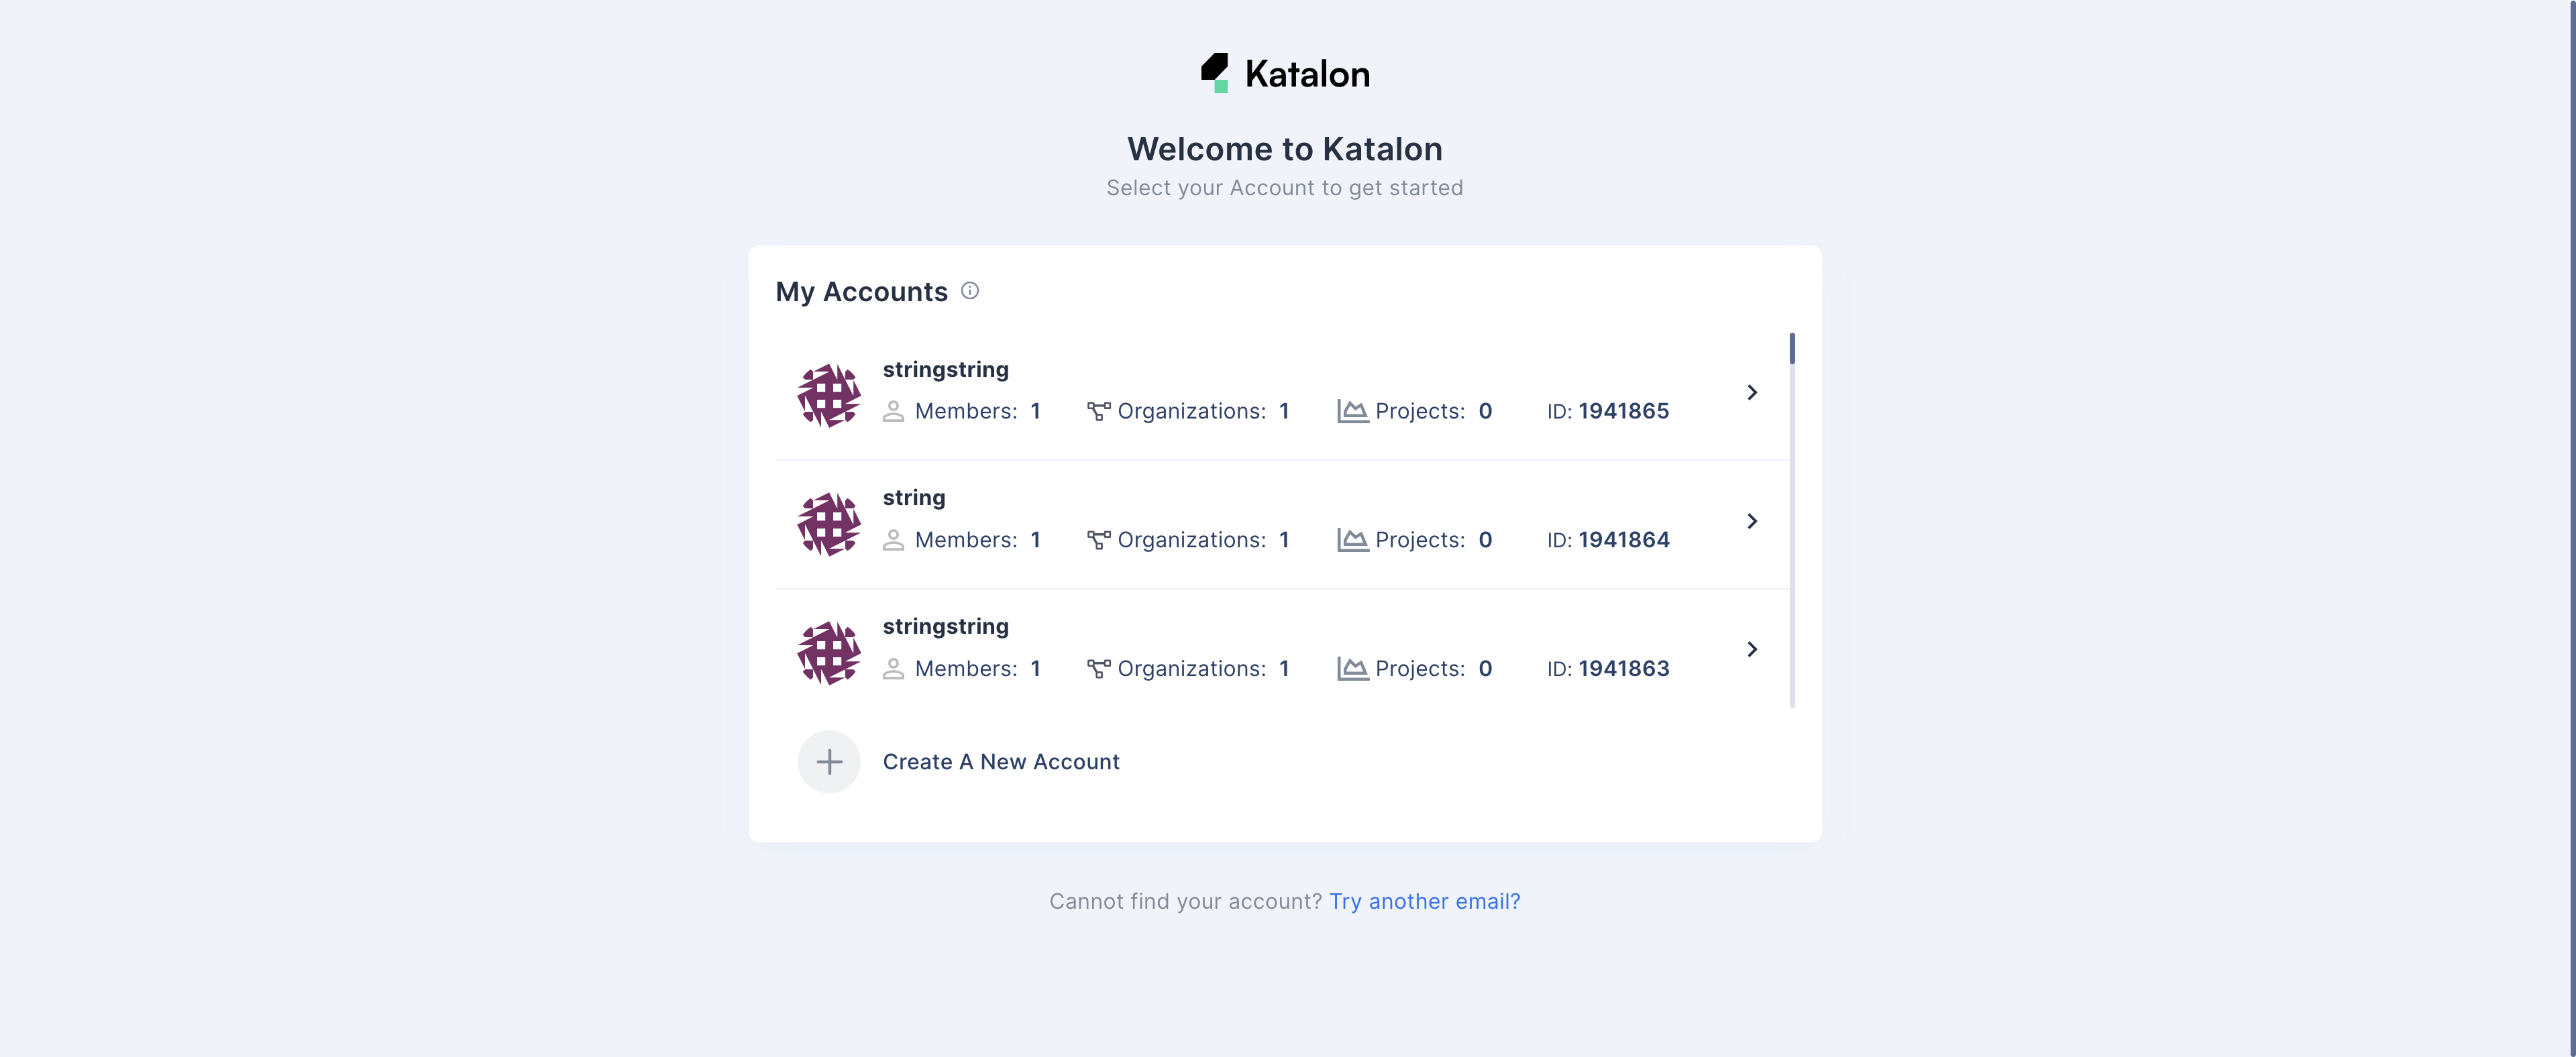 Katalon
Welcome to Katalon
Select your Account to get started
My Accounts
stringstring
Members: 1 Organizations: 1 Projects: 0 ID: 1941865
string
Members: 1 Organizations: 1 Projects: 0 ID: 1941864
stringstring
Members: 1 Organizations: 1 Projects: 0 ID: 1941863
Create A New Account
Cannot find your account? Try another email?